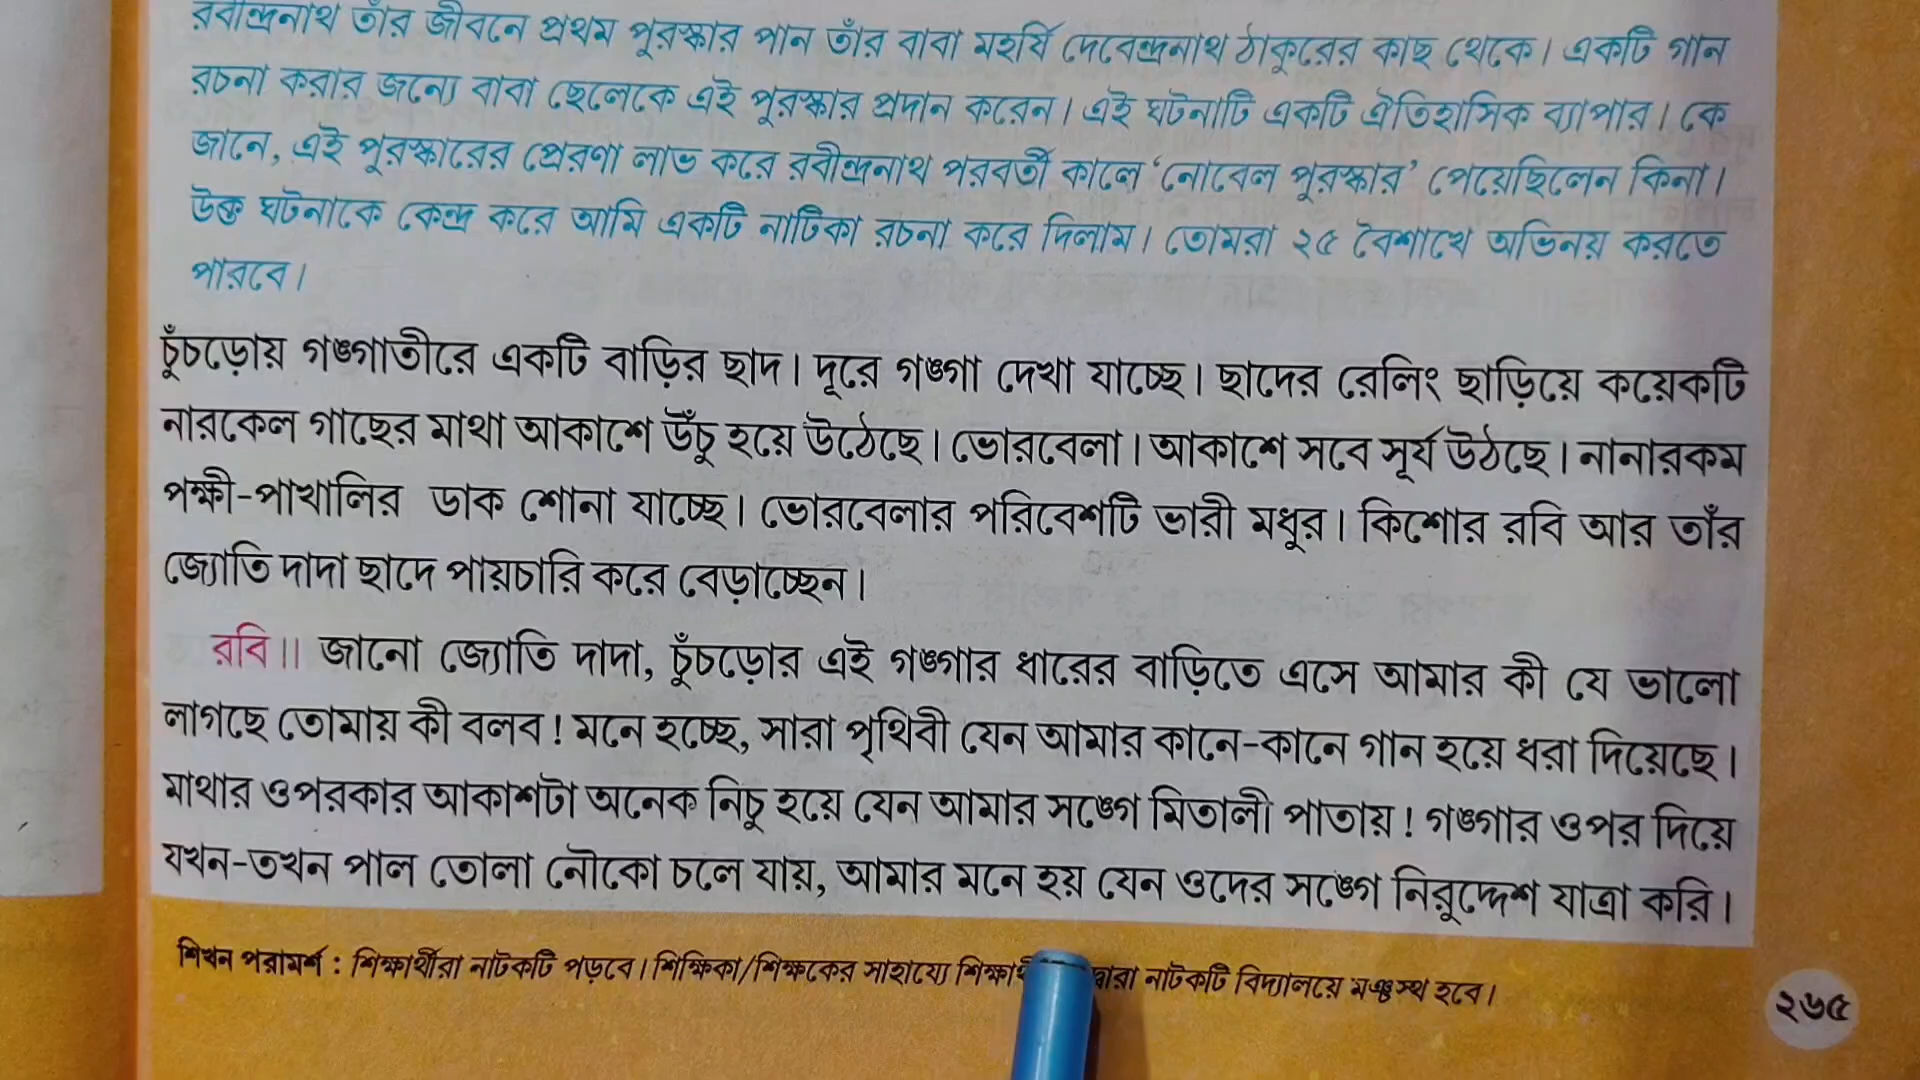 রবীন্দ্রনাথ তাঁর জীবনে প্রথম পুরস্কার পান তাঁর বাবা মহর্ষি দেবেন্দ্রনাথ ঠাকুরের কাছ থেকে। একটি গান
রচনা করার জন্যে বাবা ছেলেকে এই পুরস্কার প্রদান করেন। এই ঘটনাটি একটি ঐতিহাসিক ব্যাপার। কে
জানে, এই পুরস্কারের প্রেরণা লাভ করে রবীন্দ্রনাথ পরবর্তী কালে ‘নোবেল পুরস্কার’ পেয়েছিলেন কিনা।
উক্ত ঘটনাকে কেন্দ্র করে আমি একটি নাটিকা রচনা করে দিলাম। তোমরা ২৫ বৈশাখে অভিনয় করতে
পারবে।
চুঁচড়োয় গঙ্গাতীরে একটি বাড়ির ছাদ। দূরে গঙ্গা দেখা যাচ্ছে। ছাদের রেলিং ছাড়িয়ে কয়েকটি
নারকেল গাছের মাথা আকাশে উঁচু হয়ে উঠেছে। ভোরবেলা। আকাশে সবে সূর্য উঠছে। নানারকম
পক্ষী-পাখালির ডাক শোনা যাচ্ছে। ভোরবেলার পরিবেশটি ভারী মধুর। কিশোর রবি আর তাঁর
জ্যোতি দাদা ছাদে পায়চারি করে বেড়াচ্ছেন।
রবি॥ জানো জ্যোতি দাদা, চুঁচড়োর এই গঙ্গার ধারের বাড়িতে এসে আমার কী যে ভালো
লাগছে তোমায় কী বলব! মনে হচ্ছে, সারা পৃথিবী যেন আমার কানে-কানে গান হয়ে ধরা দিয়েছে।
মাথার ওপরকার আকাশটা অনেক নিচু হয়ে যেন আমার সঙ্গে মিতালী পাতায়! গঙ্গার ওপর দিয়ে
যখন-তখন পাল তোলা নৌকো চলে যায়, আমার মনে হয় যেন ওদের সঙ্গে নিরুদ্দেশ যাত্রা করি।
শিখন পরামর্শ : শিক্ষার্থীরা নাটকটি পড়বে। শিক্ষিকা/শিক্ষকের সাহায্যে নাটকটি বিদ্যালয়ে মঞ্চস্থ হবে।
২৬৫